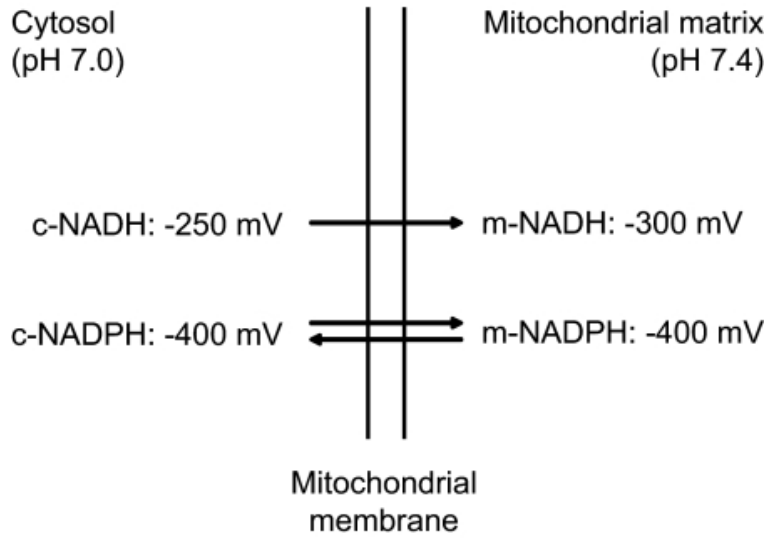 Cytosol
(pH 7.0)
Mitochondrial matrix
(pH 7.4)
c-NADH: -250 mV
m-NADH: -300 mV
c-NADPH: -400 mV
m-NADPH: -400 mV
Mitochondrial
membrane